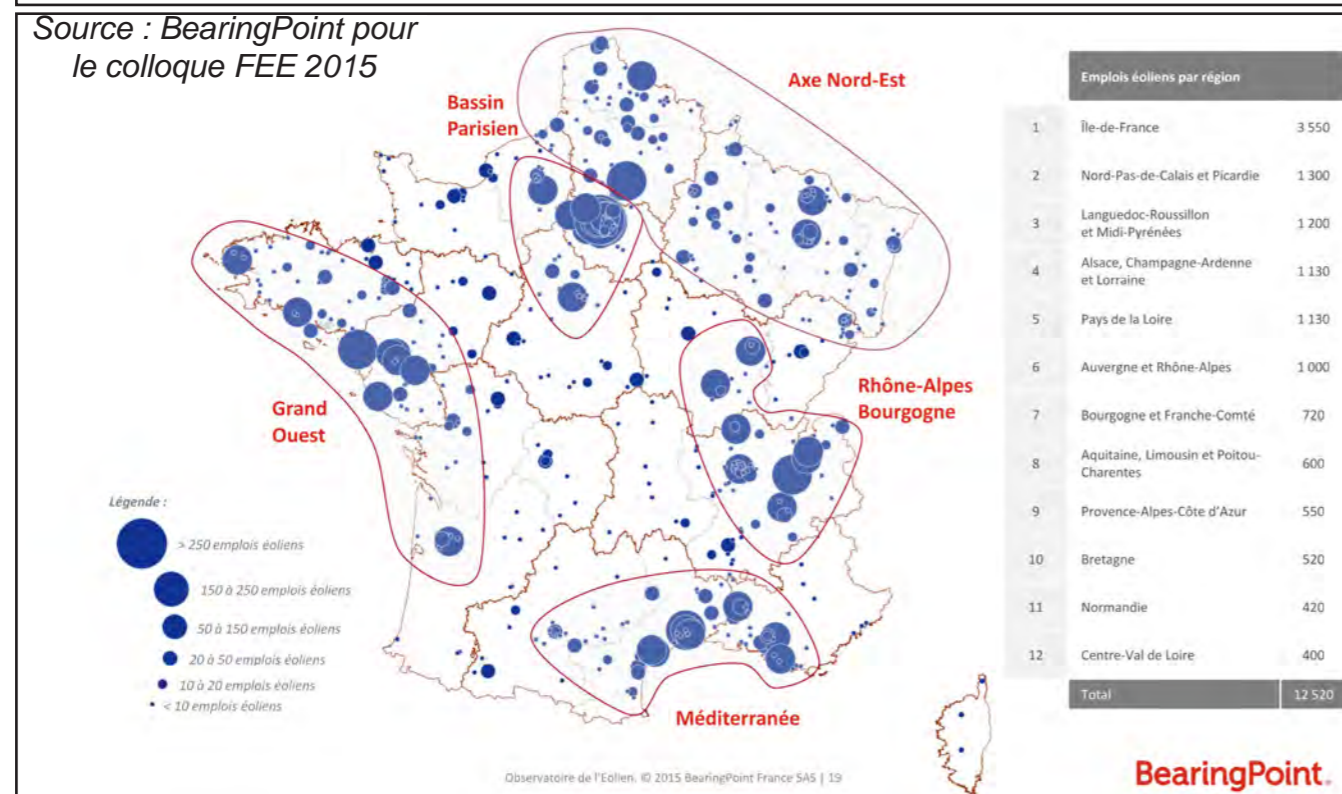 Source : BearingPoint pour
le colloque FEE 2015
Axe Nord-Est
Bassin
Parisien
Grand
Ouest
Rhône-Alpes
Bourgogne
Méditerranée
Légende :
> 250 emplois éoliens
150 à 250 emplois éoliens
50 à 150 emplois éoliens
20 à 50 emplois éoliens
10 à 20 emplois éoliens
< 10 emplois éoliens
Emplois éoliens par région
1 Île-de-France 3 550
2 Nord-Pas-de-Calais et Picardie 1 300
3 Languedoc-Roussillon
et Midi-Pyrénées 1 200
4 Alsace, Champagne-Ardenne
et Lorraine 1 130
5 Pays de la Loire 1 130
6 Auvergne et Rhône-Alpes 1 000
7 Bourgogne et Franche-Comté 720
8 Aquitaine, Limousin et Poitou-
Charentes 600
9 Provence-Alpes-Côte d'Azur 550
10 Bretagne 520
11 Normandie 420
12 Centre-Val de Loire 400
Total 12 520
Observatoire de l'Eolien. © 2015 BearingPoint France SAS | 19
BearingPoint.